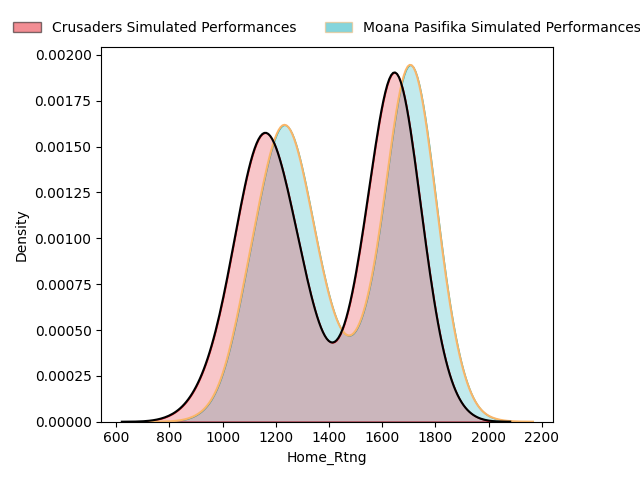 Crusaders Simulated Performances Moana Pasifika Simulated Performances
0.00200
0.00175
0.00150
0.00125
0.00100
0.00075
0.00050
0.00025
0.00000
Density
600 800 1000 1200 1400 1600 1800 2000 2200
Home_Rtng